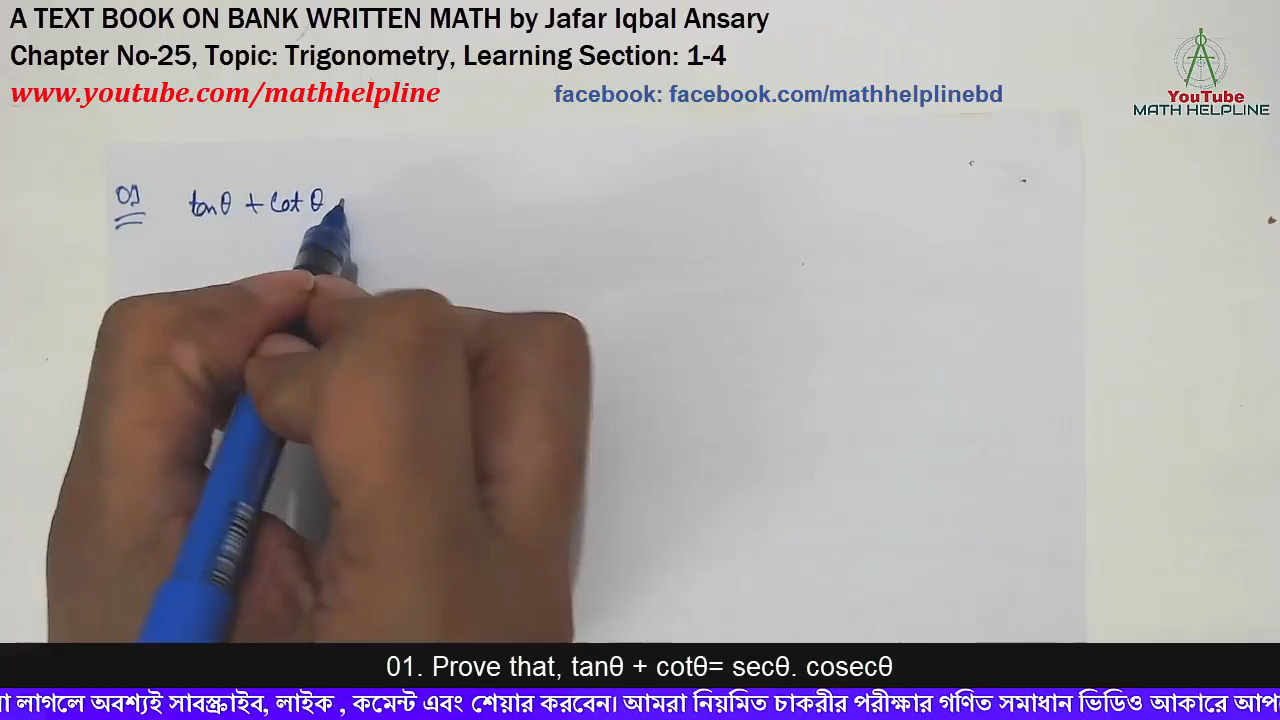 A TEXT BOOK ON BANK WRITTEN MATH by Jafar Iqbal Ansary
Chapter No-25, Topic: Trigonometry, Learning Section: 1-4
www.youtube.com/mathhelpline facebook: facebook.com/mathhelplinebd
YouTube
MATH HELPLINE
01 tanθ + cot θ
01. Prove that, tanθ + cotθ= secθ. cosecθ
লাগলে অবশ্যই সাবস্ক্রাইব, লাইক , কমেন্ট এবং শেয়ার করবেন। আমরা নিয়মিত চাকরীর পরীক্ষার গণিত সমাধান ভিডিও আকারে